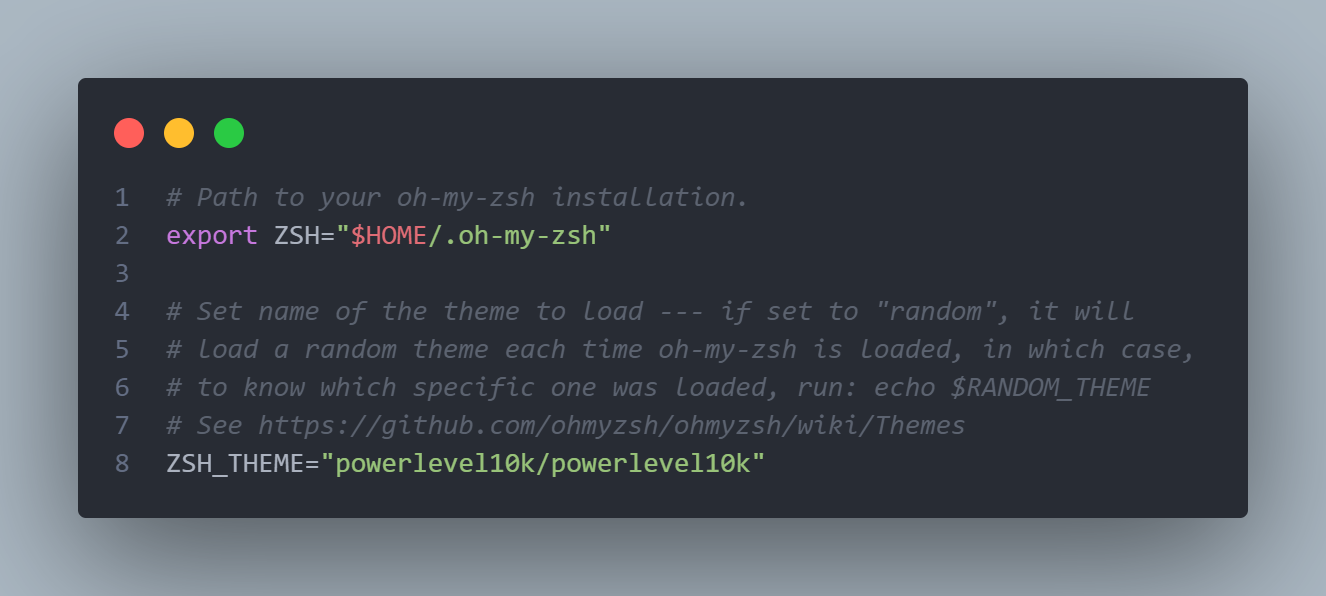 1 # Path to your oh-my-zsh installation.
2 export ZSH="$HOME/.oh-my-zsh"
3
4 # Set name of the theme to load --- if set to "random", it will
5 # load a random theme each time oh-my-zsh is loaded, in which case,
6 # to know which specific one was loaded, run: echo $RANDOM_THEME
7 # See https://github.com/ohmyzsh/ohmyzsh/wiki/Themes
8 ZSH_THEME="powerlevel10k/powerlevel10k"